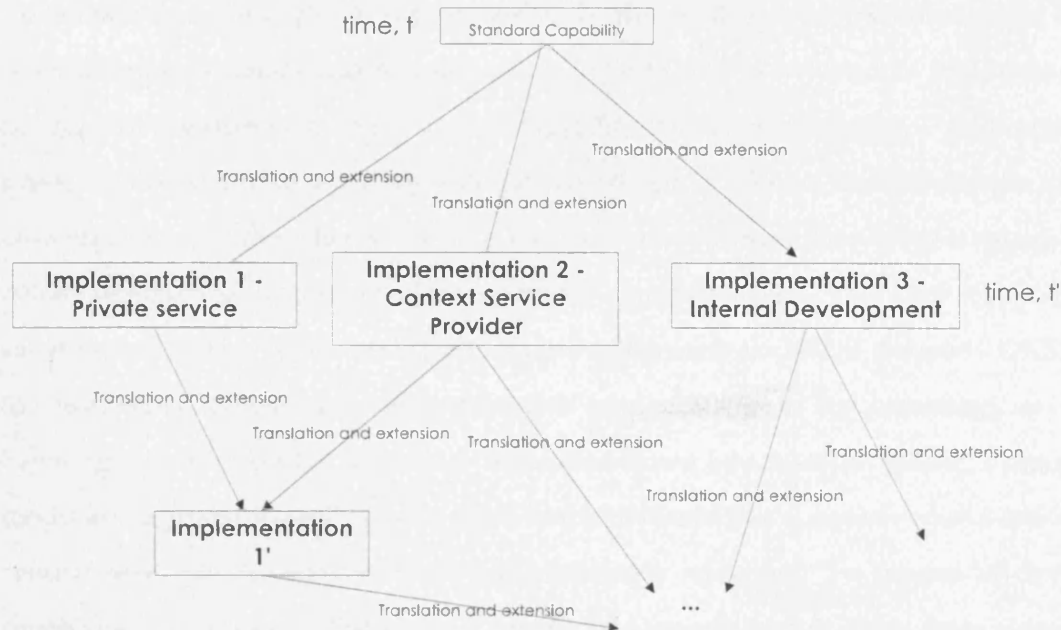 time, t
Standard Capability
Translation and extension
Translation and extension
Translation and extension
Implementation 1 -
Private service
Implementation 2 -
Context Service
Provider
Implementation 3 -
Internal Development
time, t'
Translation and extension
Translation and extension
Translation and extension
Translation and extension
Translation and extension
Implementation
1'
Translation and extension
...